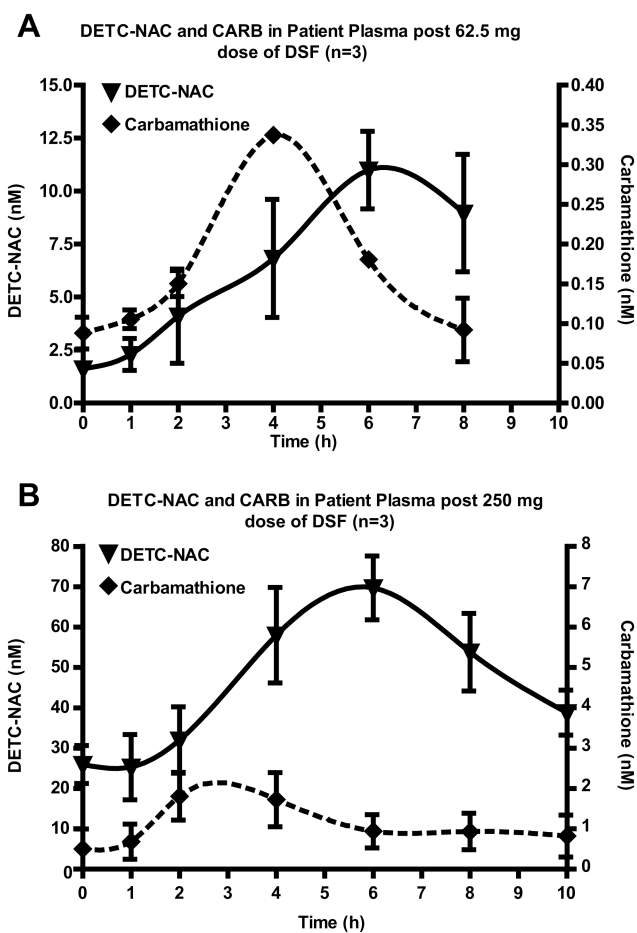 A
DETC-NAC and CARB in Patient Plasma post 62.5 mg
dose of DSF (n=3)
DETC-NAC
Carbamathione
15.0
12.5
10.0
7.5
5.0
2.5
0.0
DETC-NAC (nM)
0.40
0.35
0.30
0.25
0.20
0.15
0.10
0.05
0.00
Carbamathione (nM)
0 1 2 3 4 5 6 7 8 9 10
Time (h)
B
DETC-NAC and CARB in Patient Plasma post 250 mg
dose of DSF (n=3)
DETC-NAC
Carbamathione
80
70
60
50
40
30
20
10
0
DETC-NAC (nM)
8
7
6
5
4
3
2
1
0
Carbamathione (nM)
0 1 2 3 4 5 6 7 8 9 10
Time (h)